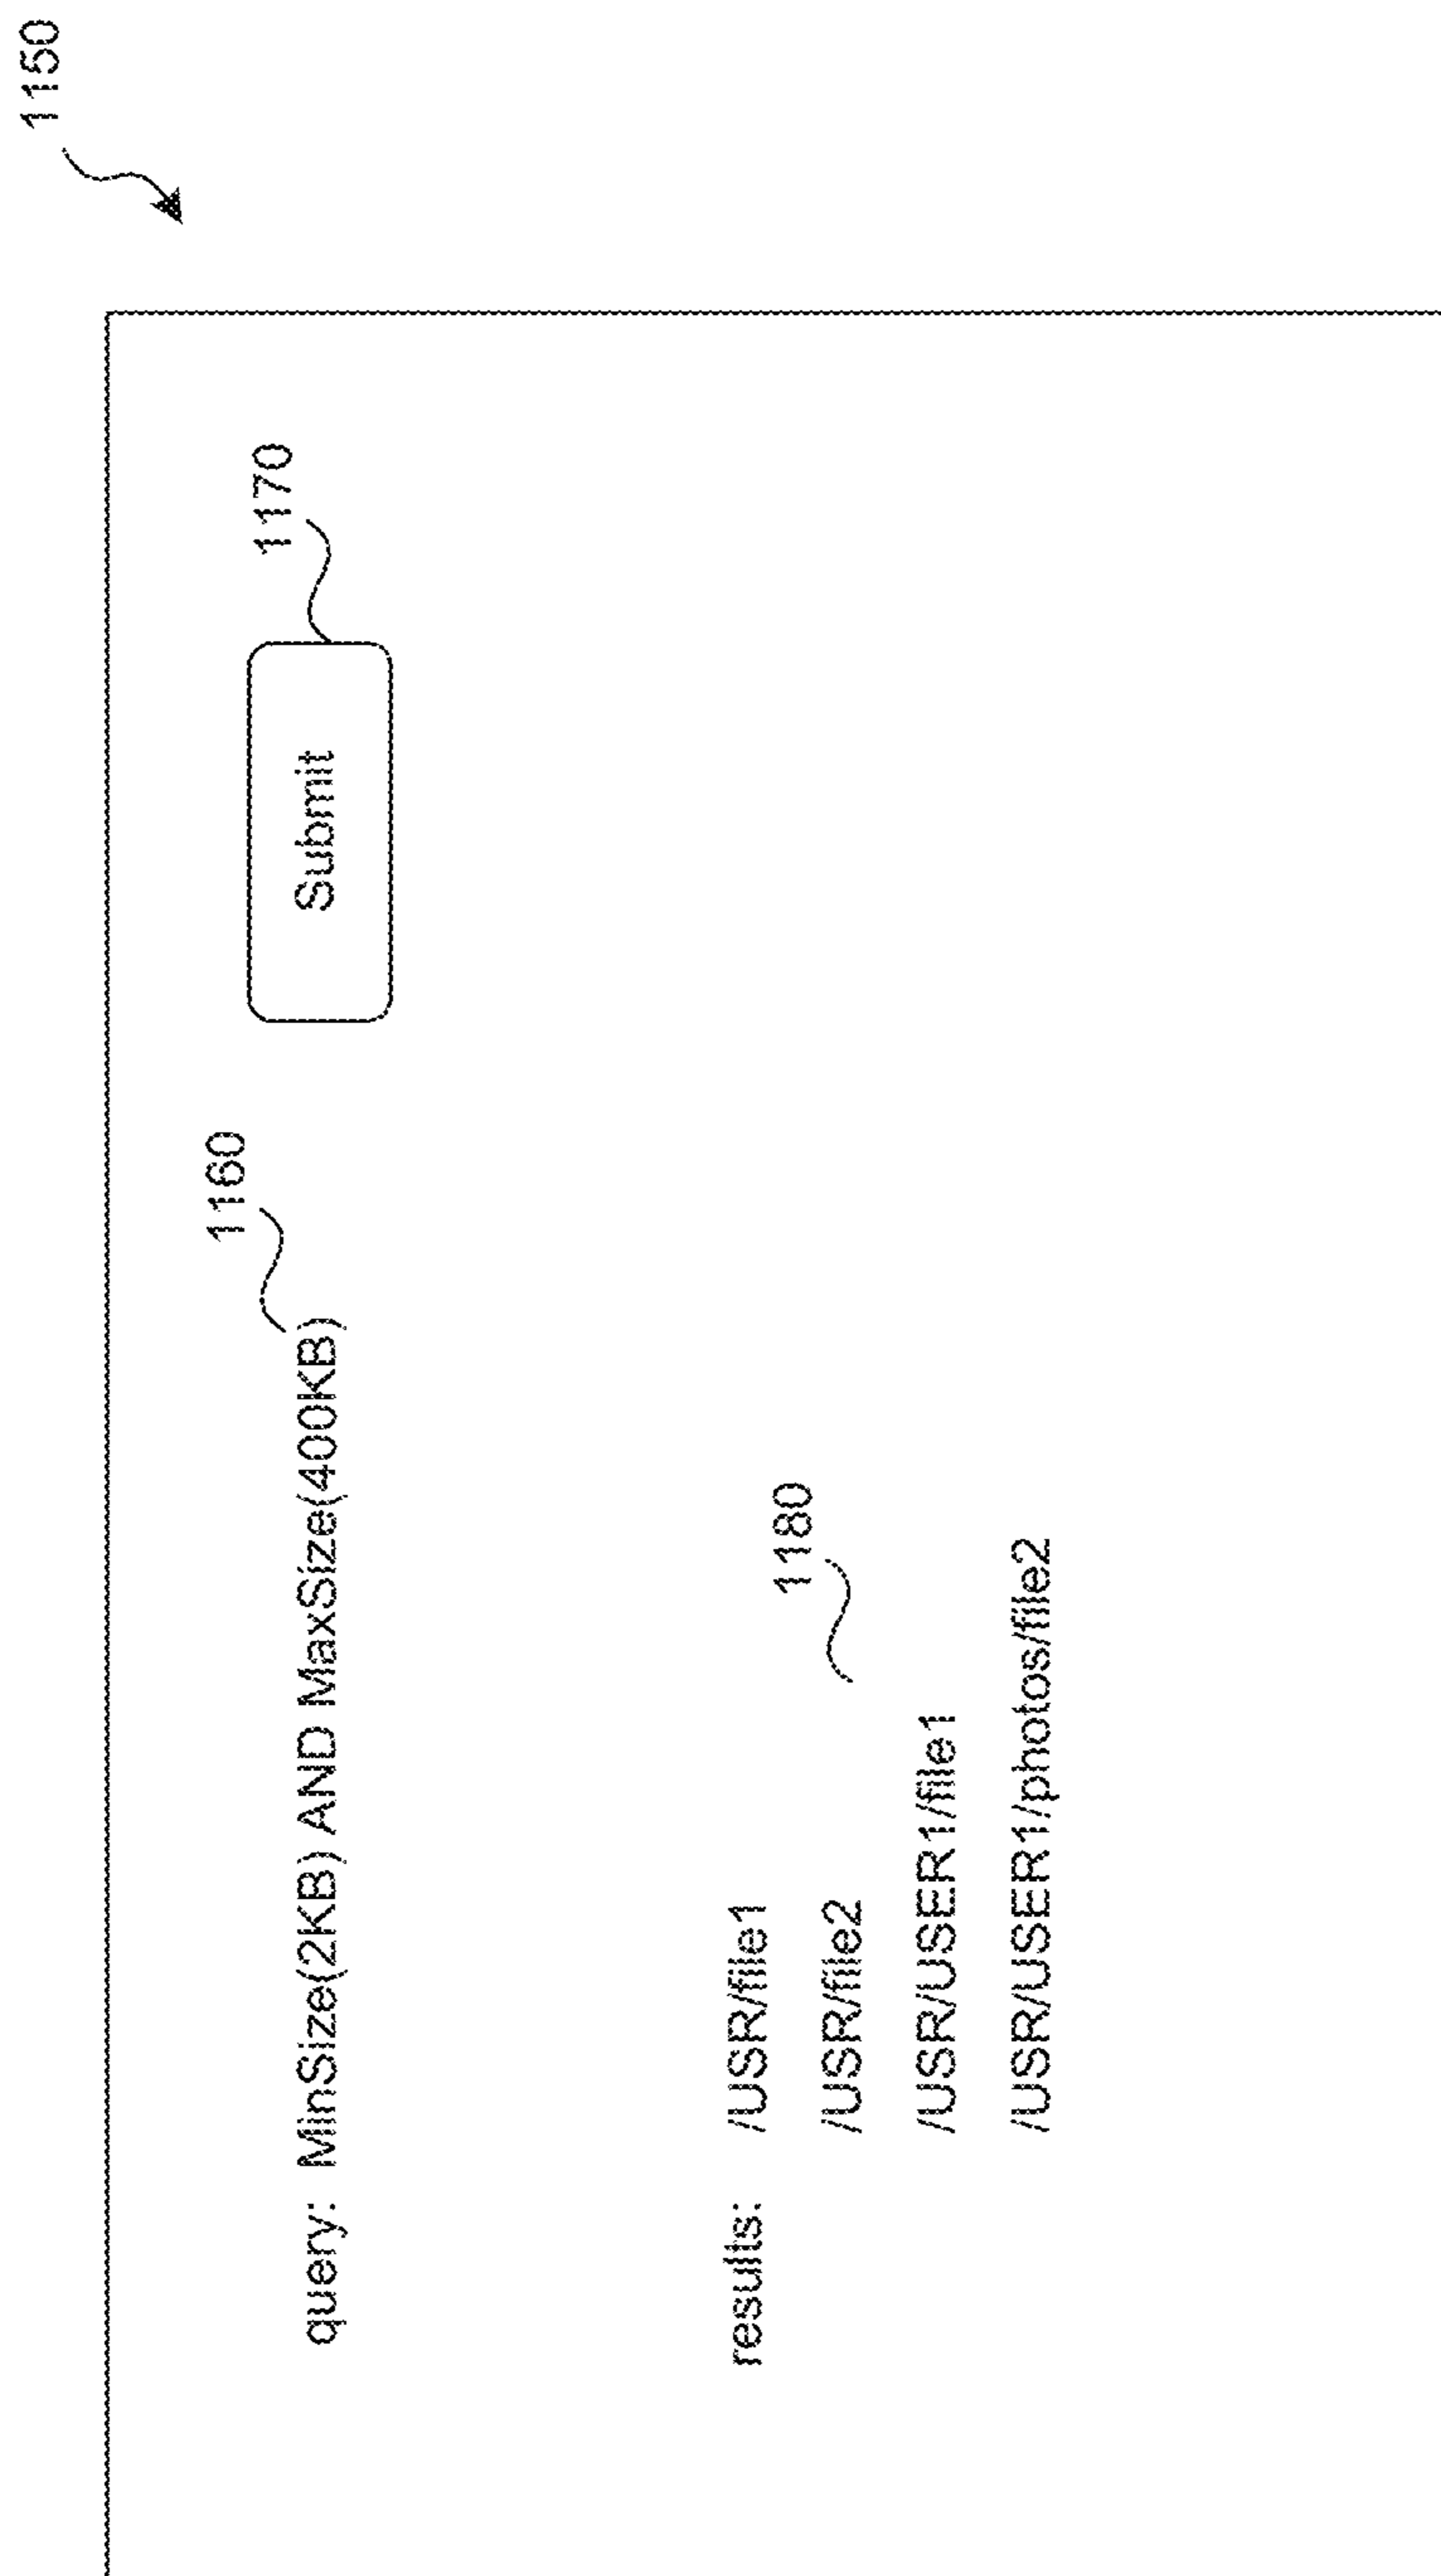 1150
1170
1160
query: MinSize(2KB) AND MaxSize(400KB)
Submit
1180
results: /USR/file1
/USR/file2
/USR/USER1/file1
/USR/USER1/photos/file2